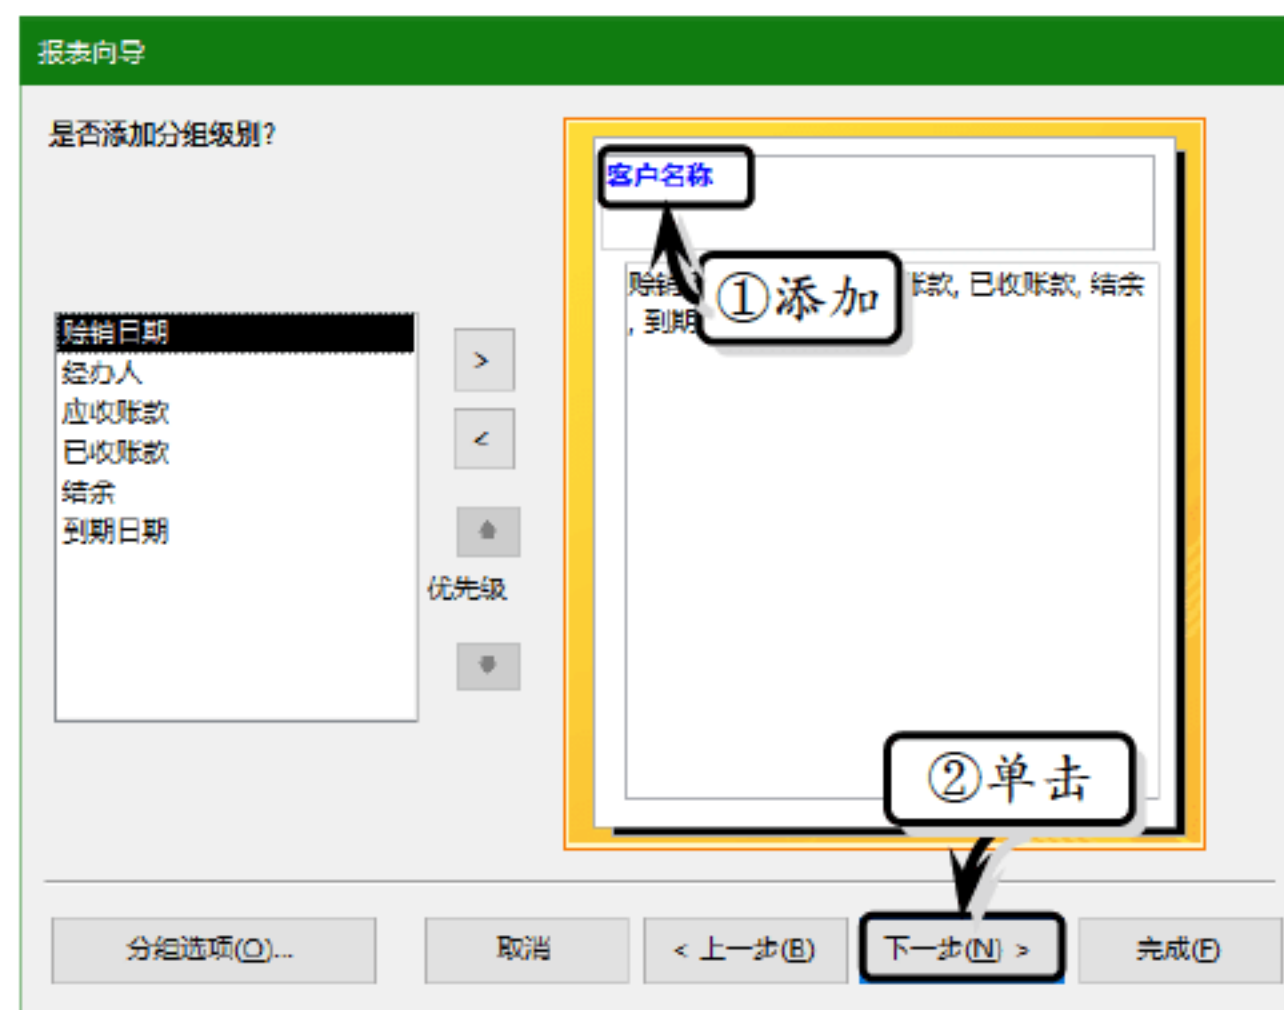 报表向导
是否添加分组级别?
客户名称
①添加
账款, 已收账款, 结余
, 到期
赊销日期
经办人
应收账款
已收账款
结余
到期日期
>
<
优先级
②单击
分组选项(O)...
取消
< 上一步(B)
下一步(N) >
完成(F)